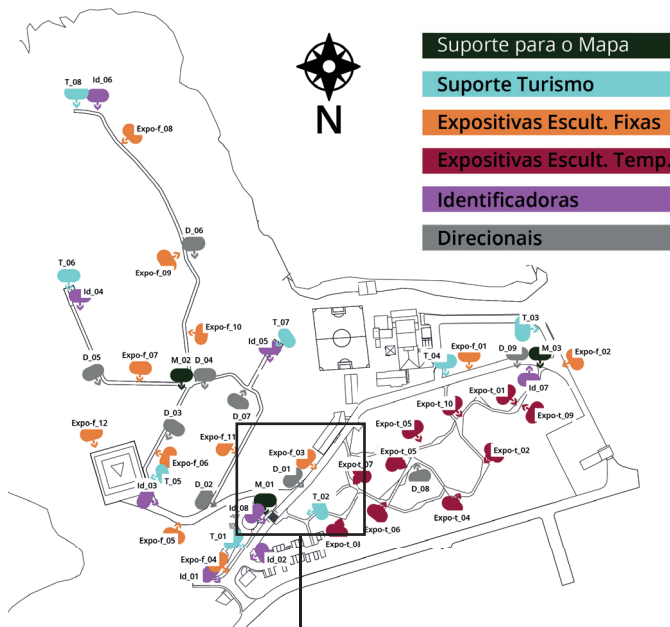 Suporte para o Mapa
Suporte Turismo
Expositivas Escult. Fixas
Expositivas Escult. Temp.
Identificadoras
Direcionais
N
T_08
Id_06
Expo-f_08
D_06
Expo-f_09
T_06
Id_04
Expo-f_10
T_07
Id_05
T_03
D_05
Expo-f_07
M_02
D_04
T_04
Expo-f_01
D_09
M_03
Expo-f_02
Id_07
Expo-t_01
Expo-t_10
Expo-t_09
D_03
D_07
Expo-f_12
Expo-t_05
Expo-f_11
Expo-f_03
Expo-t_02
Expo-f_06
T_05
Expo-t_07
Expo-t_05
D_01
D_08
Id_03
D_02
M_01
Id_08
T_02
Expo-t_04
Expo-f_05
T_01
Expo-t_06
Expo-t_08
Expo-f_04
Id_02
Id_01